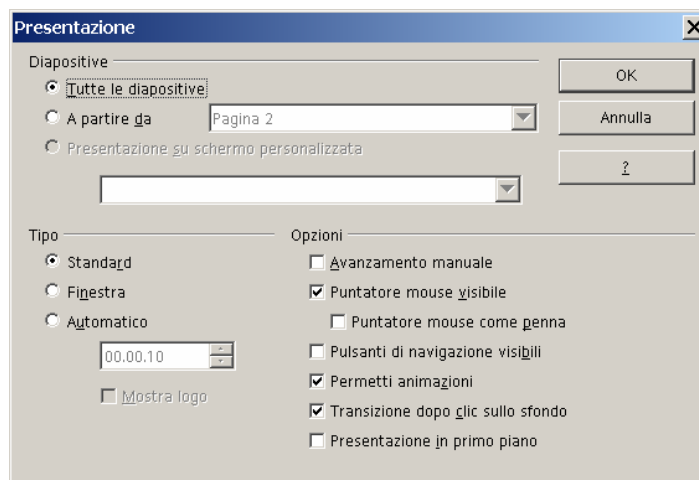 Presentazione
Diapositive
Tutte le diapositive
OK
A partire da
Pagina 2
Annulla
Presentazione su schermo personalizzata
?
Tipo
Opzioni
Standard
Avanzamento manuale
Finestra
Puntatore mouse visibile
Automatico
Puntatore mouse come penna
00.00.10
Pulsanti di navigazione visibili
Mostra logo
Permetti animazioni
Transizione dopo clic sullo sfondo
Presentazione in primo piano